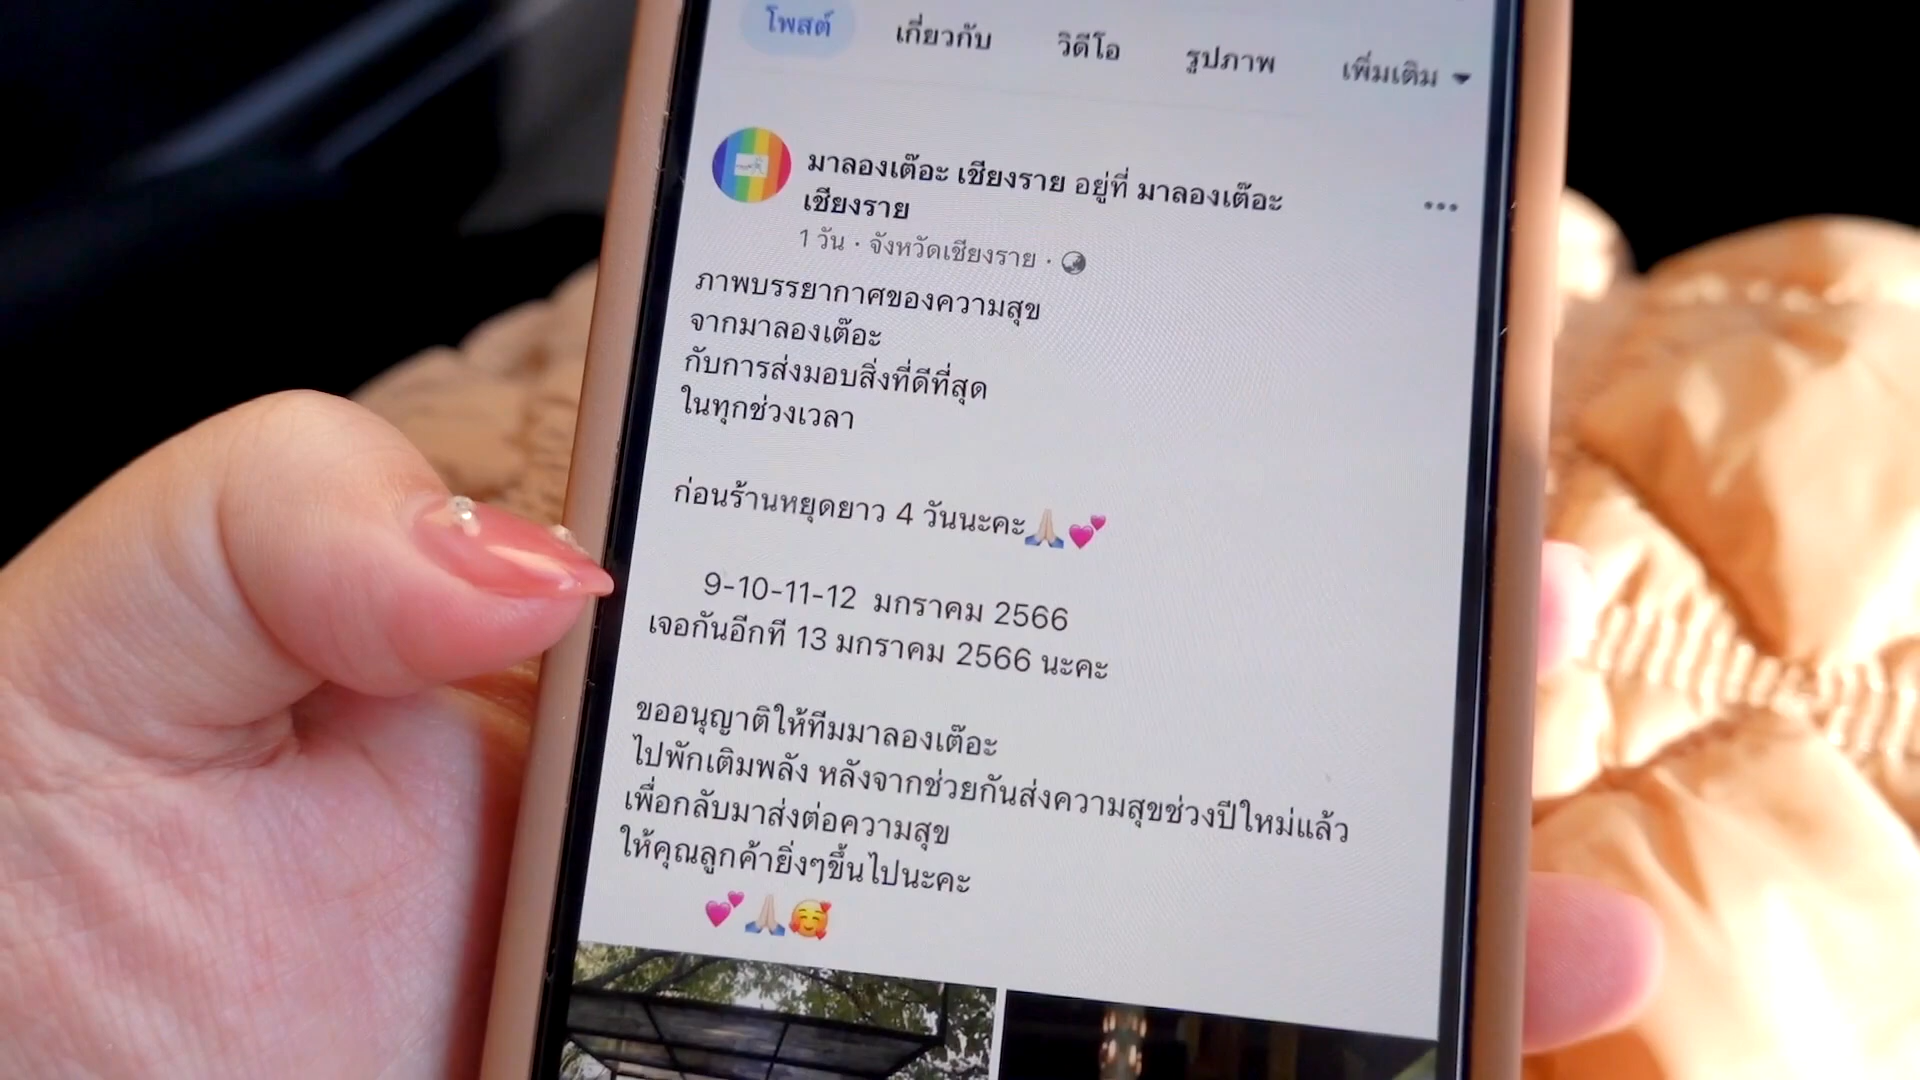 โพสต์ เกี่ยวกับ วิดีโอ รูปภาพ เพิ่มเติม
มาลองเต๊อะ เชียงราย อยู่ที่ มาลองเต๊อะ
เชียงราย
1 วัน · จังหวัดเชียงราย ·
ภาพบรรยากาศของความสุข
จากมาลองเต๊อะ
กับการส่งมอบสิ่งที่ดีที่สุด
ในทุกช่วงเวลา
ก่อนร้านหยุดยาว 4 วันนะคะ🙏🏻💕
9-10-11-12 มกราคม 2566
เจอกันอีกที 13 มกราคม 2566 นะคะ
ขออนุญาติให้ทีมมาลองเต๊อะ
ไปพักเติมพลัง หลังจากช่วยกันส่งความสุขช่วงปีใหม่แล้ว
เพื่อกลับมาส่งต่อความสุข
ให้คุณลูกค้ายิ่งๆขึ้นไปนะคะ
💕🙏🏻🥰